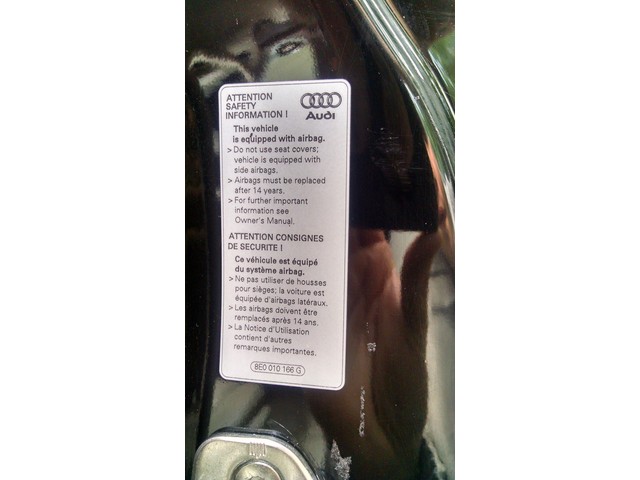 ATTENTION
SAFETY
INFORMATION !
Audi
This vehicle
is equipped with airbag.
> Do not use seat covers;
vehicle is equipped with
side airbags.
> Airbags must be replaced
after 14 years.
> For further important
information see
Owner's Manual.
ATTENTION CONSIGNES
DE SECURITE !
Ce véhicule est équipé
du système airbag.
> Ne pas utiliser de housses
pour sièges; la voiture est
équipée d'airbags latéraux.
> Les airbags doivent être
remplacés après 14 ans.
> La Notice d'Utilisation
contient d'autres
remarques importantes.
8E0 010 166 G